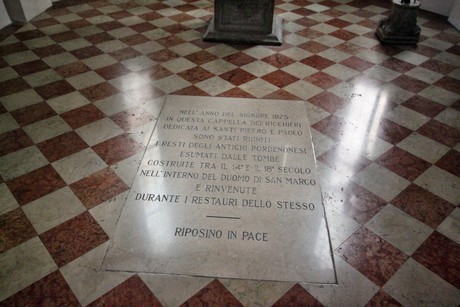 NELL'ANNO DEL SIGNORE 1975
IN QUESTA CAPPELLA DEI RICCHIERI
DEDICATA AI SANTI PIETRO E PAOLO
SONO STATI RIUNITI
I RESTI DEGLI ANTICHI PORDENONESI
ESUMATI DALLE TOMBE
COSTRUITE TRA IL 14° E IL 18° SECOLO
NELL'INTERNO DEL DUOMO DI SAN MARCO
E RINVENUTE
DURANTE I RESTAURI DELLO STESSO
RIPOSINO IN PACE